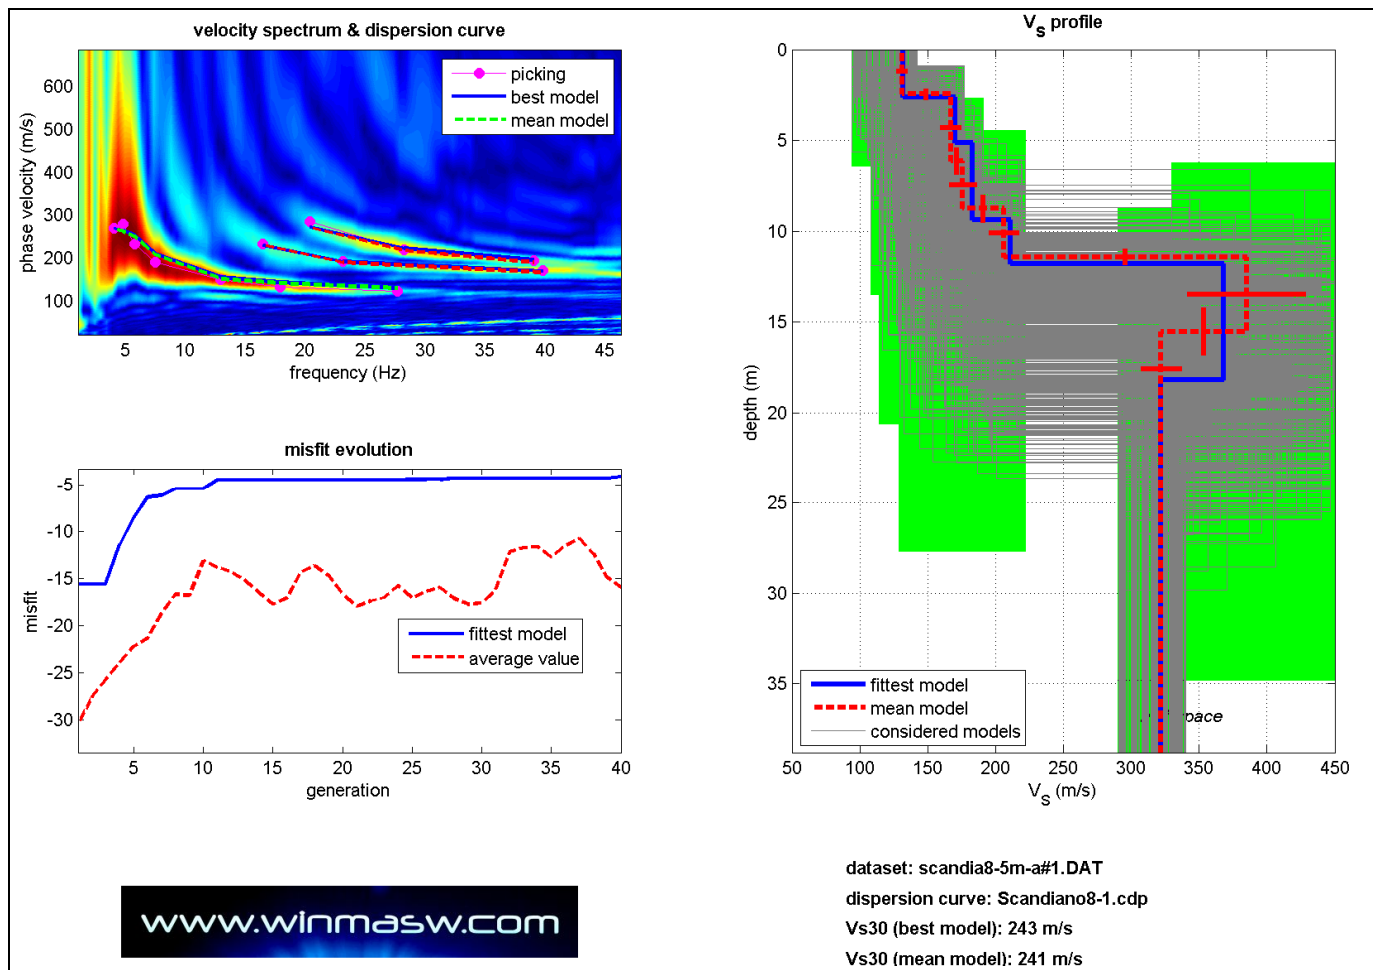 velocity spectrum & dispersion curve
600
500
400
300
200
100
phase velocity (m/s)
picking
best model
mean model
5
10
15
20
25
30
35
40
45
frequency (Hz)
misfit evolution
-5
-10
-15
-20
-25
-30
misfit
fittest model
average value
5
10
15
20
25
30
35
40
generation
www.winmasw.com
VS profile
0
5
10
15
20
25
30
35
depth (m)
fittest model
mean model
considered models
50
100
150
200
250
300
350
400
450
VS (m/s)
dataset: scandia8-5m-a#1.DAT
dispersion curve: Scandiano8-1.cdp
Vs30 (best model): 243 m/s
Vs30 (mean model): 241 m/s